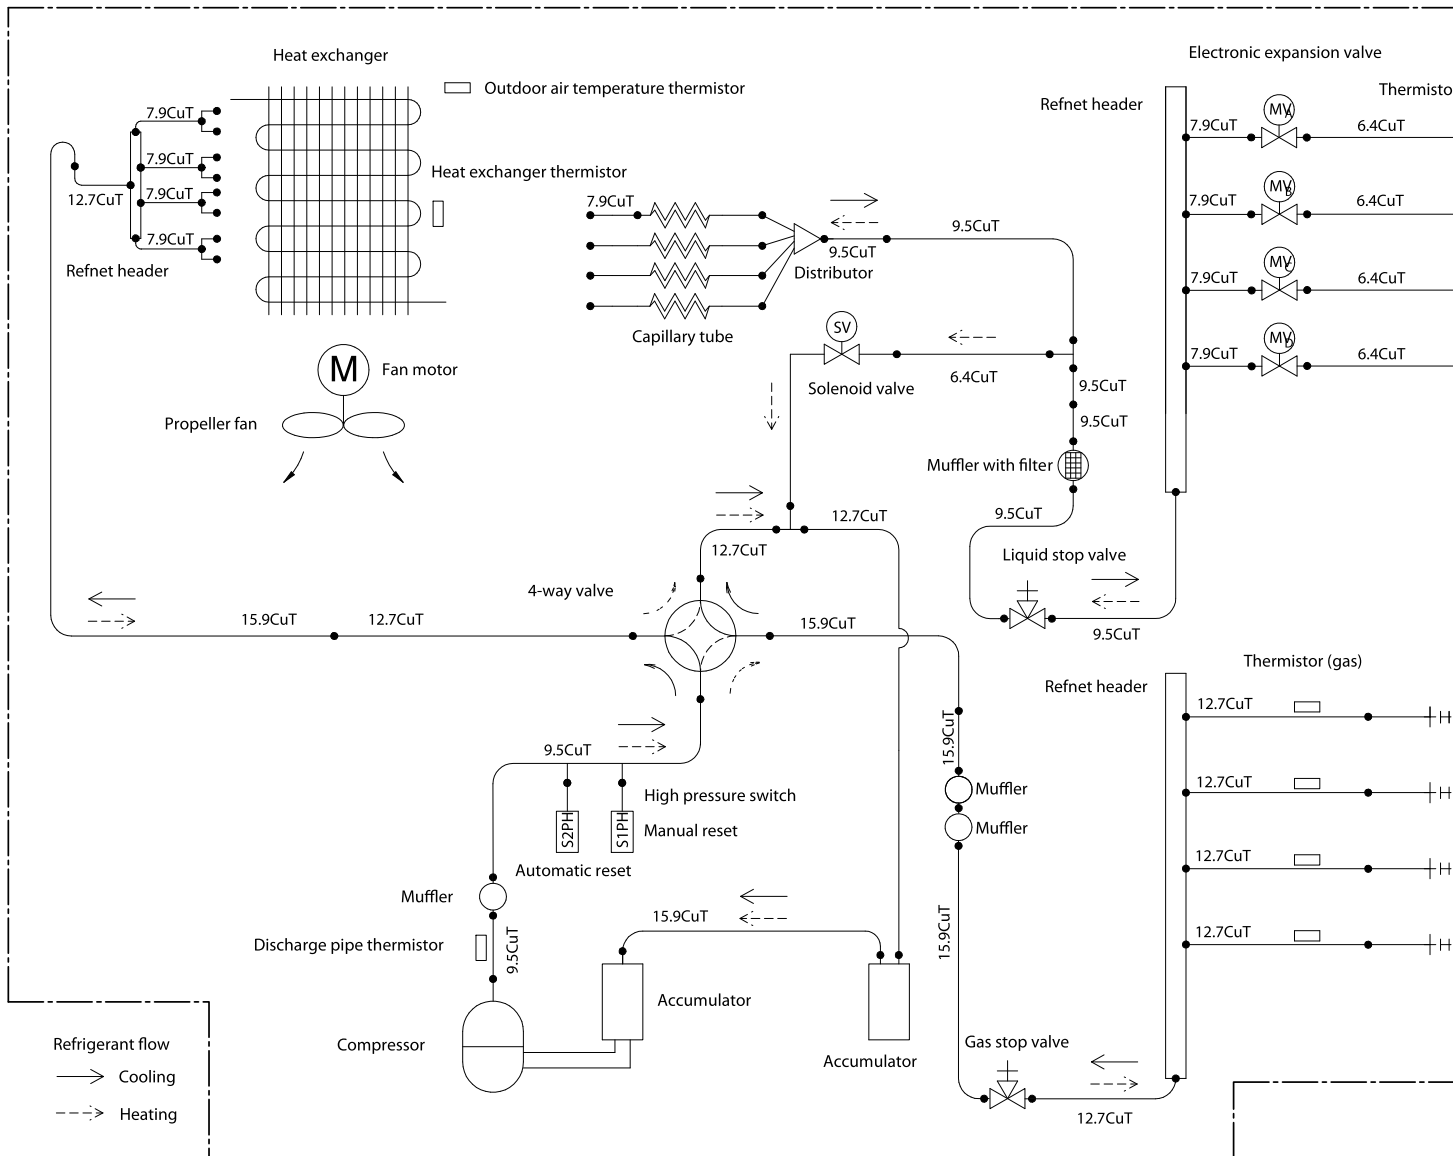 Heat exchanger
Outdoor air temperature thermistor
Electronic expansion valve
Refnet header
Thermisto
7.9CuT
7.9CuT
7.9CuT
7.9CuT
12.7CuT
Refnet header
Heat exchanger thermistor
7.9CuT
9.5CuT
9.5CuT
Distributor
Capillary tube
7.9CuT
MV
A
6.4CuT
7.9CuT
MV
B
6.4CuT
7.9CuT
MV
C
6.4CuT
7.9CuT
MV
D
6.4CuT
SV
Solenoid valve
6.4CuT
9.5CuT
9.5CuT
M
Fan motor
Propeller fan
Muffler with filter
9.5CuT
Liquid stop valve
9.5CuT
12.7CuT
12.7CuT
4-way valve
15.9CuT
12.7CuT
15.9CuT
Thermistor (gas)
Refnet header
12.7CuT
12.7CuT
12.7CuT
12.7CuT
9.5CuT
S2PH
S1PH
High pressure switch
Manual reset
Automatic reset
15.9CuT
Muffler
Muffler
15.9CuT
Muffler
Discharge pipe thermistor
9.5CuT
15.9CuT
Accumulator
Accumulator
Compressor
Gas stop valve
12.7CuT
Refrigerant flow
Cooling
Heating